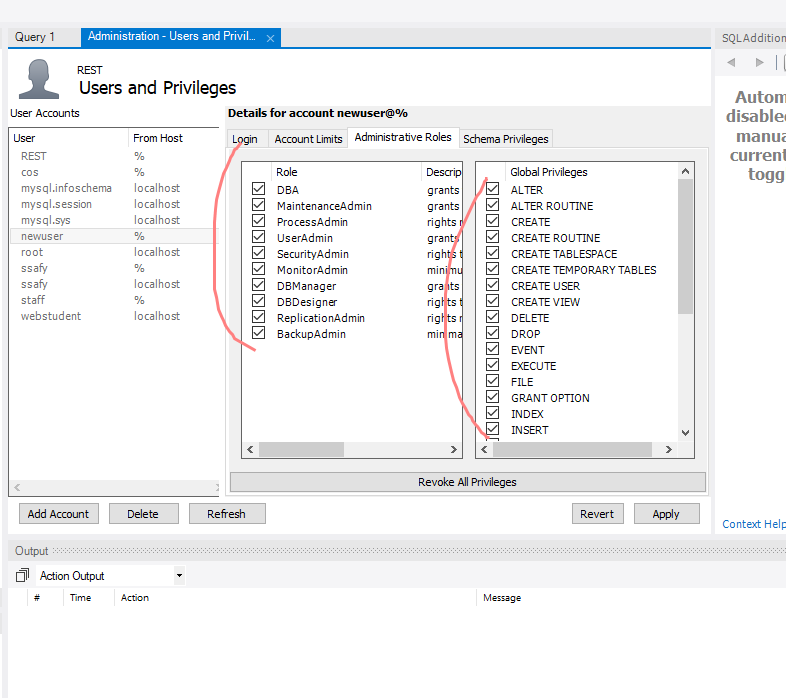 Query 1
Administration - Users and Privil...
SQLAddition
REST
Users and Privileges
Autom
disabled
manua
current
togg
User Accounts
Details for account newuser@%
Login
Account Limits
Administrative Roles
Schema Privileges
User From Host
REST %
cos %
mysql.infoschema localhost
mysql.session localhost
mysql.sys localhost
newuser %
root localhost
ssafy %
ssafy localhost
staff %
webstudent localhost
Role Descrip
DBA grants
MaintenanceAdmin grants
ProcessAdmin rights n
UserAdmin grants
SecurityAdmin rights t
MonitorAdmin minimu
DBManager grants
DBDesigner rights t
ReplicationAdmin rights n
BackupAdmin minima
Global Privileges
ALTER
ALTER ROUTINE
CREATE
CREATE ROUTINE
CREATE TABLESPACE
CREATE TEMPORARY TABLES
CREATE USER
CREATE VIEW
DELETE
DROP
EVENT
EXECUTE
FILE
GRANT OPTION
INDEX
INSERT
Revoke All Privileges
Add Account
Delete
Refresh
Revert
Apply
Context Help
Output
Action Output
# Time Action Message